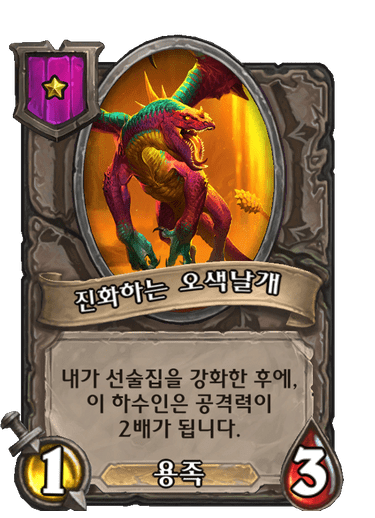 진화하는 오색날개
내가 선술집을 강화한 후에,
이 하수인은 공격력이
2배가 됩니다.
1
용족
3